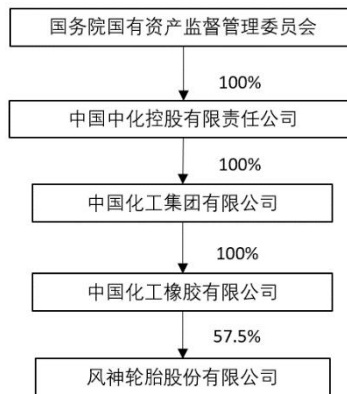 国务院国有资产监督管理委员会
100%
中国中化控股有限责任公司
100%
中国化工集团有限公司
100%
中国化工橡胶有限公司
57.5%
风神轮胎股份有限公司